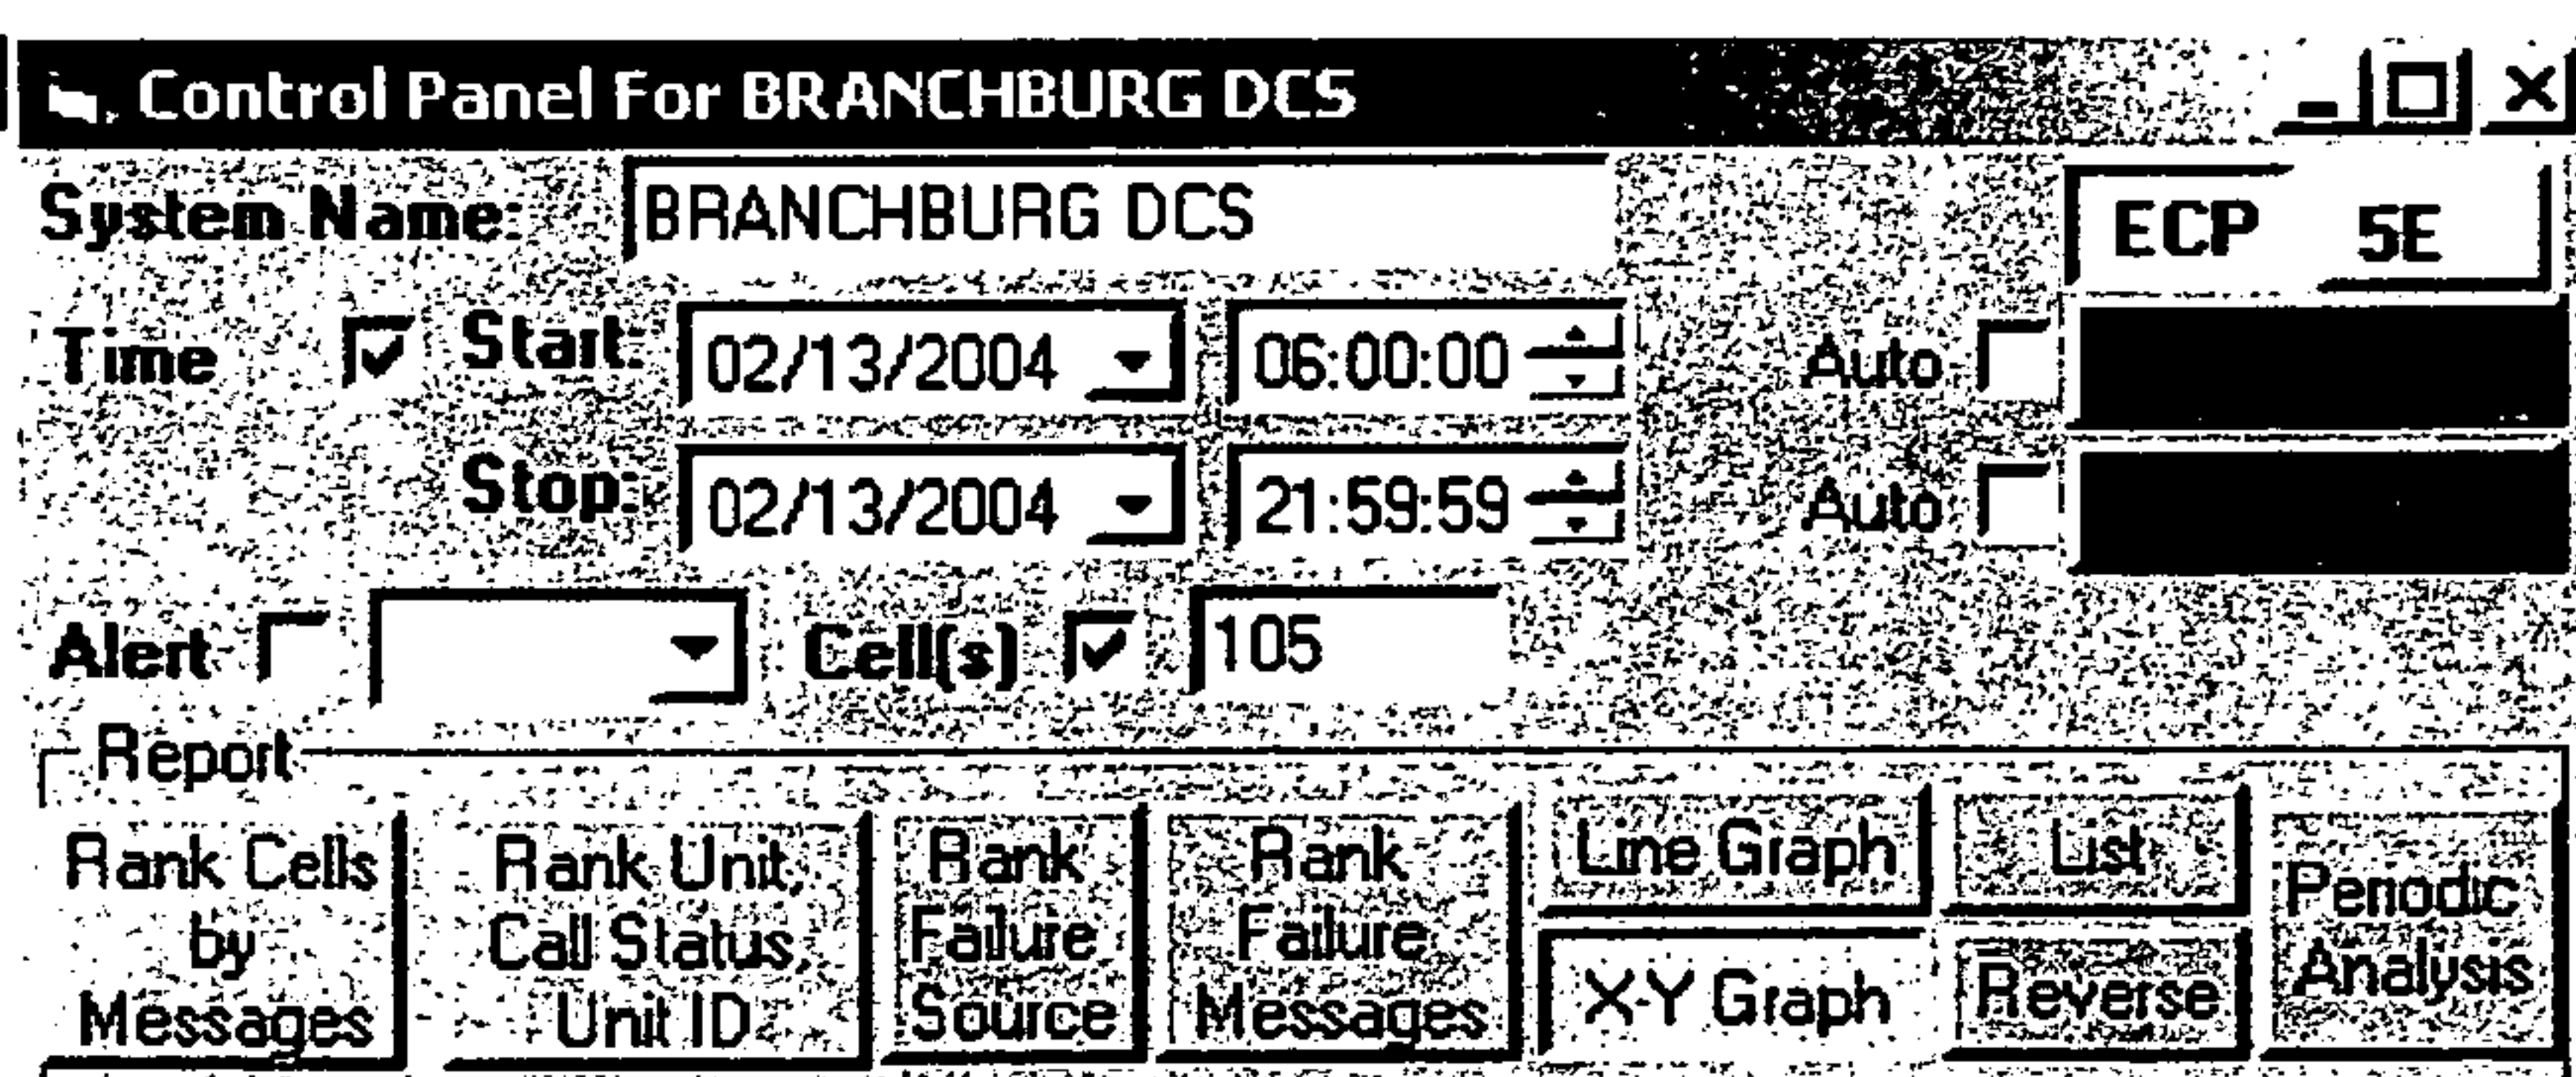 Control Panel For BRANCHBURG DCS
System Name: BRANCHBURG DCS ECP 5E
Time Start: 02/13/2004 06:00:00 Auto
Stop: 02/13/2004 21:59:59 Auto
Alert Cell(s) 105
Report
Rank Cells
by
Messages
Rank Unit,
Call Status,
Unit ID
Rank
Failure
Source
Rank
Failure
Messages
Line Graph
X-Y Graph
List
Reverse
Periodic
Analysis